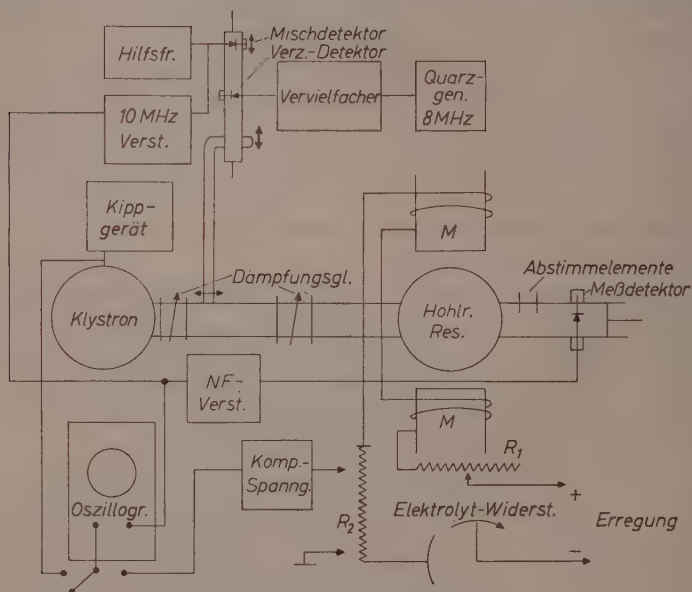 Hilfsfr.
Mischdetektor
Verz.-Detektor
10 MHz
Verst.
Vervielfacher
Quarz-
gen.
8MHz
Kipp-
gerät
M
Dämpfungsgl.
Abstimmelemente
Meßdetektor
Klystron
Hohlr.
Res.
NF-
Verst.
M
R1
Oszillogr.
Komp.-
Spanng.
R2
Elektrolyt-Widerst.
+
Erregung
−